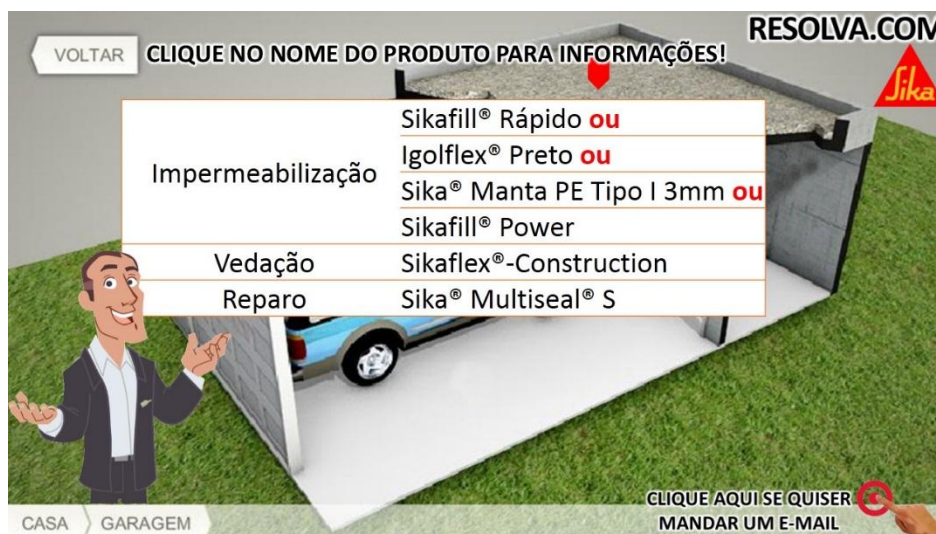 RESOLVA.COM
VOLTAR
CLIQUE NO NOME DO PRODUTO PARA INFORMAÇÕES!
Sika
Impermeabilização
Sikafill® Rápido ou
Igolflex® Preto ou
Sika® Manta PE Tipo I 3mm ou
Sikafill® Power
Vedação Sikaflex®-Construction
Reparo Sika® Multiseal® S
CLIQUE AQUI SE QUISER
MANDAR UM E-MAIL
CASA GARAGEM